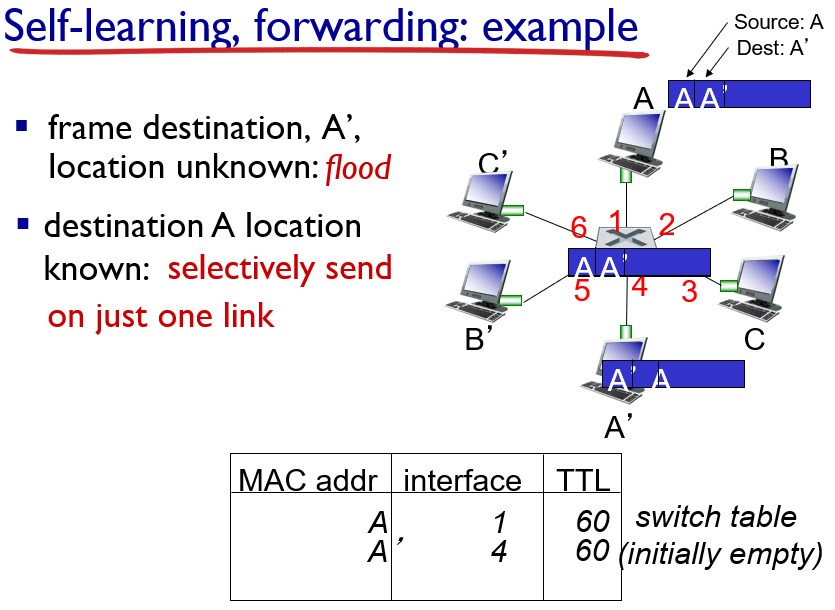 Self-learning, forwarding: example
Source: A
Dest: A’
A A’
A
▪ frame destination, A’,
location unknown: flood
▪ destination A location
known: selectively send
on just one link
C’
B
6 1 2
A A’
5 4 3
B’
C
A’ A
A’
MAC addr interface TTL
A 1 60
A’ 4 60
switch table
(initially empty)